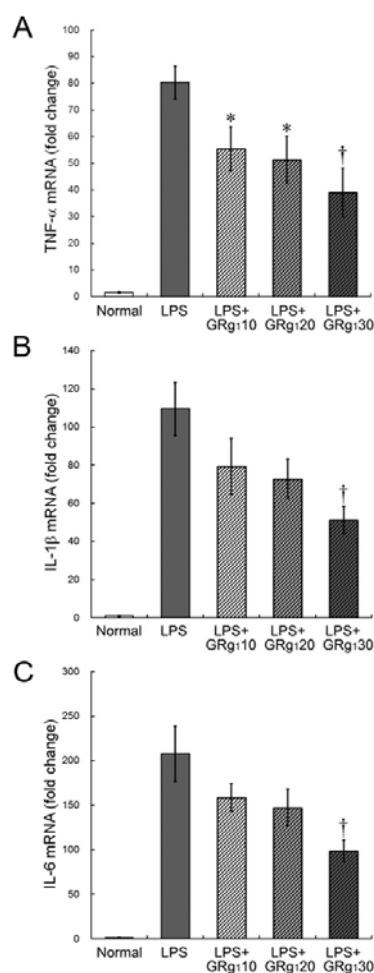 A
TNF-α mRNA (fold change)
100
90
80
70
60
50
40
30
20
10
0
*
*
†
Normal
LPS
LPS+
GRg₁10
LPS+
GRg₁20
LPS+
GRg₁30
B
IL-1β mRNA (fold change)
140
120
100
80
60
40
20
0
†
Normal
LPS
LPS+
GRg₁10
LPS+
GRg₁20
LPS+
GRg₁30
C
IL-6 mRNA (fold change)
300
250
200
150
100
50
0
†
Normal
LPS
LPS+
GRg₁10
LPS+
GRg₁20
LPS+
GRg₁30